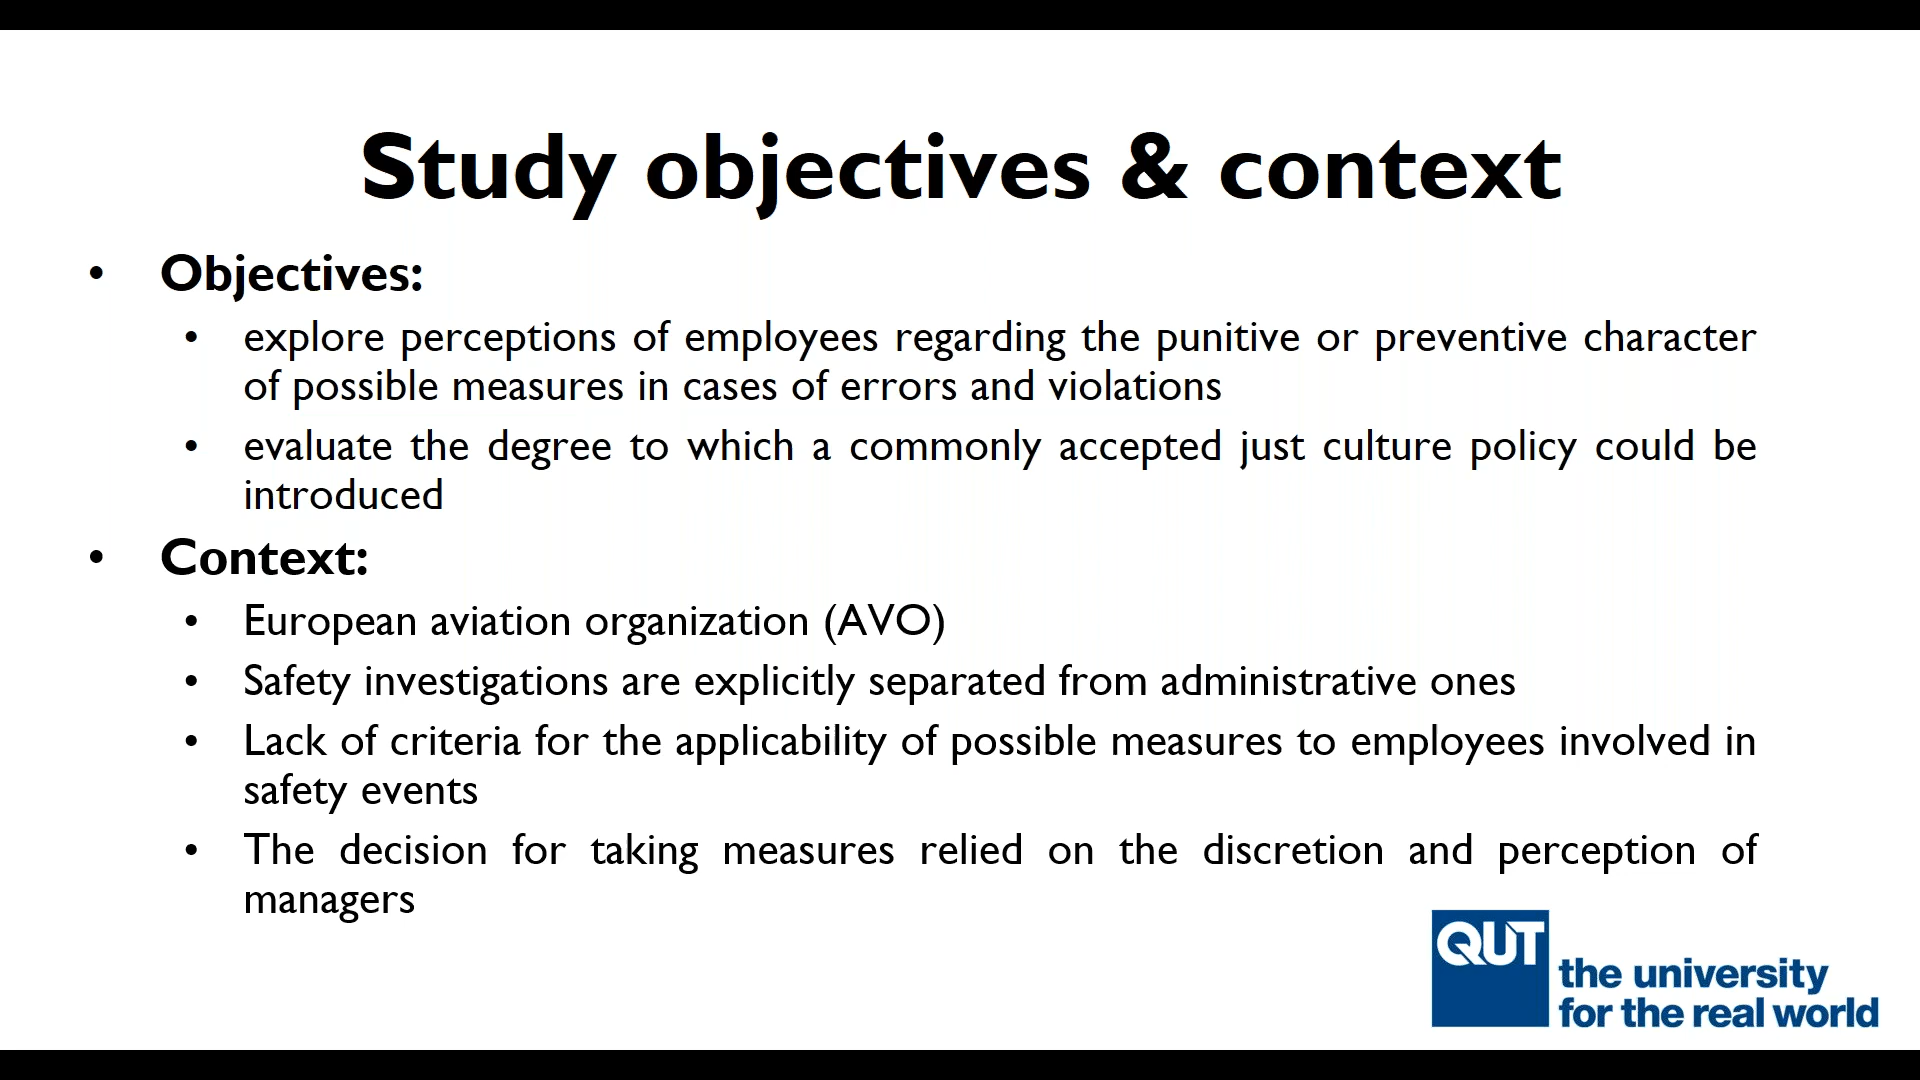 Study objectives & context
• Objectives:
• explore perceptions of employees regarding the punitive or preventive character
of possible measures in cases of errors and violations
• evaluate the degree to which a commonly accepted just culture policy could be
introduced
• Context:
• European aviation organization (AVO)
• Safety investigations are explicitly separated from administrative ones
• Lack of criteria for the applicability of possible measures to employees involved in
safety events
• The decision for taking measures relied on the discretion and perception of
managers
QUT
the university
for the real world